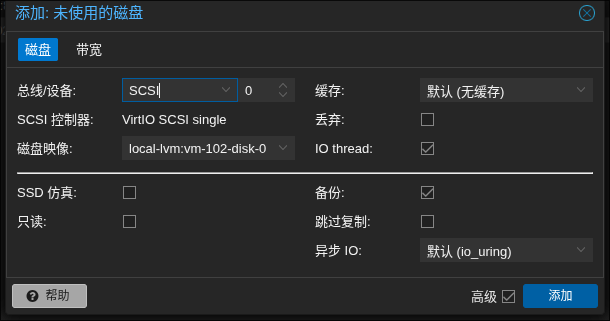 添加: 未使用的磁盘
磁盘 带宽
总线/设备: SCSI 0 缓存: 默认 (无缓存)
SCSI 控制器: VirtIO SCSI single 丢弃:
磁盘映像: local-lvm:vm-102-disk-0 IO thread:
SSD 仿真: 备份:
只读: 跳过复制:
异步 IO: 默认 (io_uring)
帮助 高级 添加